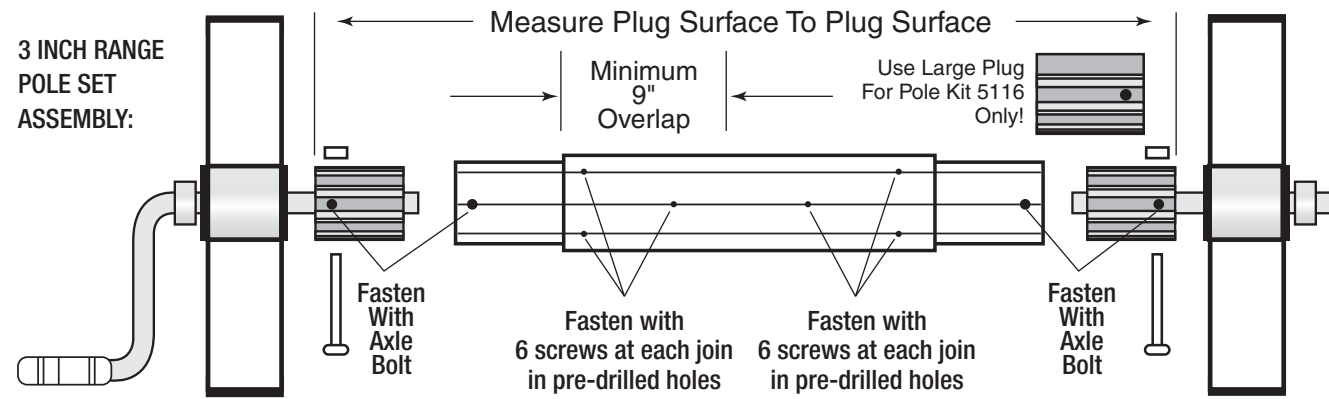 Measure Plug Surface To Plug Surface
3 INCH RANGE
POLE SET
ASSEMBLY:
Minimum
9"
Overlap
Use Large Plug
For Pole Kit 5116
Only!
Fasten
With
Axle
Bolt
Fasten with
6 screws at each join
in pre-drilled holes
Fasten with
6 screws at each join
in pre-drilled holes
Fasten
With
Axle
Bolt